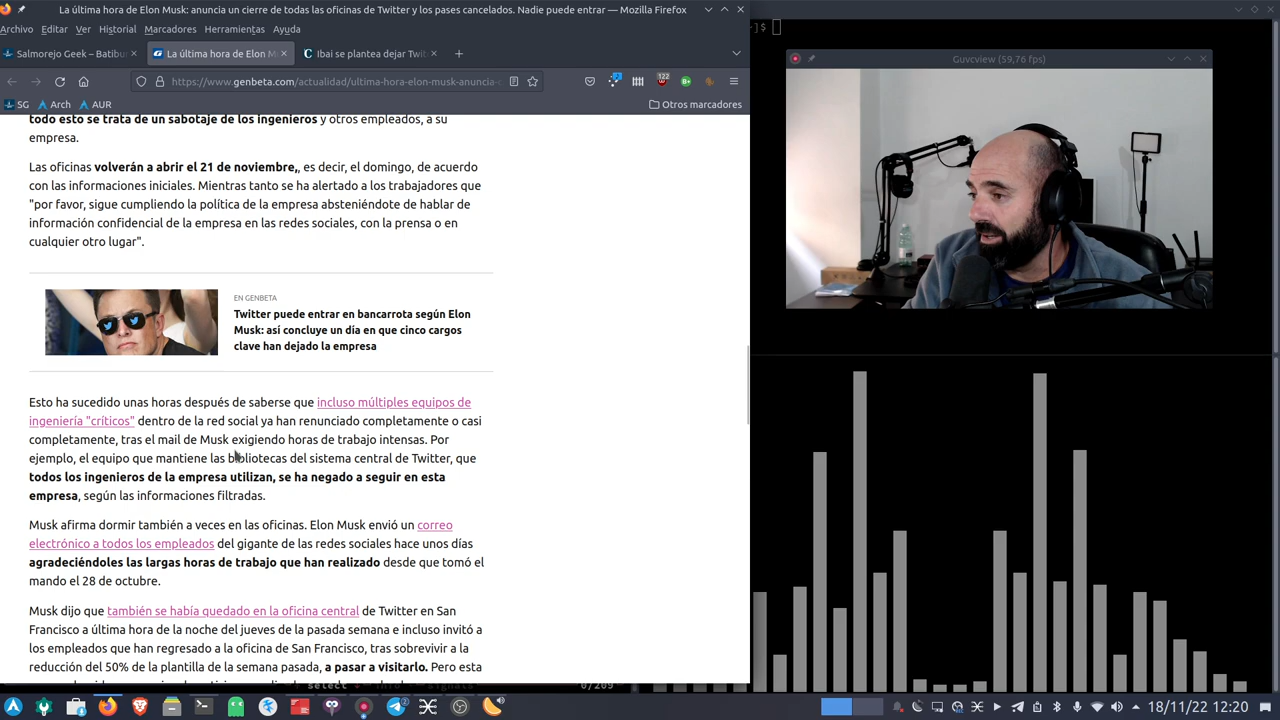 La última hora de Elon Musk: anuncia un cierre de todas las oficinas de Twitter y los pases cancelados. Nadie puede entrar — Mozilla Firefox
Archivo Editar Ver Historial Marcadores Herramientas Ayuda
Salmorejo Geek — Batibu
La última hora de Elon M
Ibai se plantea dejar Twit
https://www.genbeta.com/actualidad/ultima-hora-elon-musk-anuncia-
122
SG Arch AUR
Otros marcadores
todo esto se trata de un sabotaje de los ingenieros y otros empleados, a su
empresa.
Las oficinas volverán a abrir el 21 de noviembre,, es decir, el domingo, de acuerdo
con las informaciones iniciales. Mientras tanto se ha alertado a los trabajadores que
"por favor, sigue cumpliendo la política de la empresa absteniéndote de hablar de
información confidencial de la empresa en las redes sociales, con la prensa o en
cualquier otro lugar".
EN GENBETA
Twitter puede entrar en bancarrota según Elon
Musk: así concluye un día en que cinco cargos
clave han dejado la empresa
Esto ha sucedido unas horas después de saberse que incluso múltiples equipos de
ingeniería "críticos" dentro de la red social ya han renunciado completamente o casi
completamente, tras el mail de Musk exigiendo horas de trabajo intensas. Por
ejemplo, el equipo que mantiene las bibliotecas del sistema central de Twitter, que
todos los ingenieros de la empresa utilizan, se ha negado a seguir en esta
empresa, según las informaciones filtradas.
Musk afirma dormir también a veces en las oficinas. Elon Musk envió un correo
electrónico a todos los empleados del gigante de las redes sociales hace unos días
agradeciéndoles las largas horas de trabajo que han realizado desde que tomó el
mando el 28 de octubre.
Musk dijo que también se había quedado en la oficina central de Twitter en San
Francisco a última hora de la noche del jueves de la pasada semana e incluso invitó a
los empleados que han regresado a la oficina de San Francisco, tras sobrevivir a la
reducción del 50% de la plantilla de la semana pasada, a pasar a visitarlo. Pero esta
]$
Guvcview (59,76 fps)
18/11/22 12:20